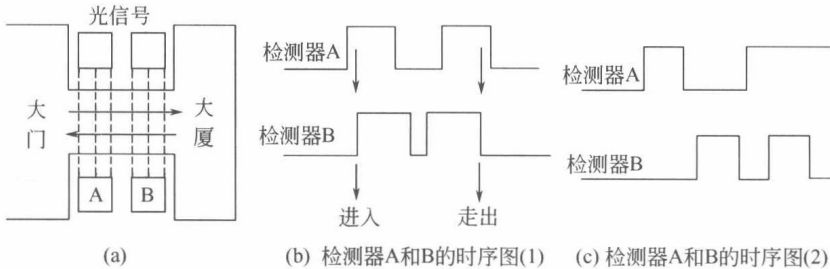 光信号
大门
大厦
A
B
(a)
检测器A
检测器B
进入
走出
(b) 检测器A和B的时序图(1)
检测器A
检测器B
(c) 检测器A和B的时序图(2)